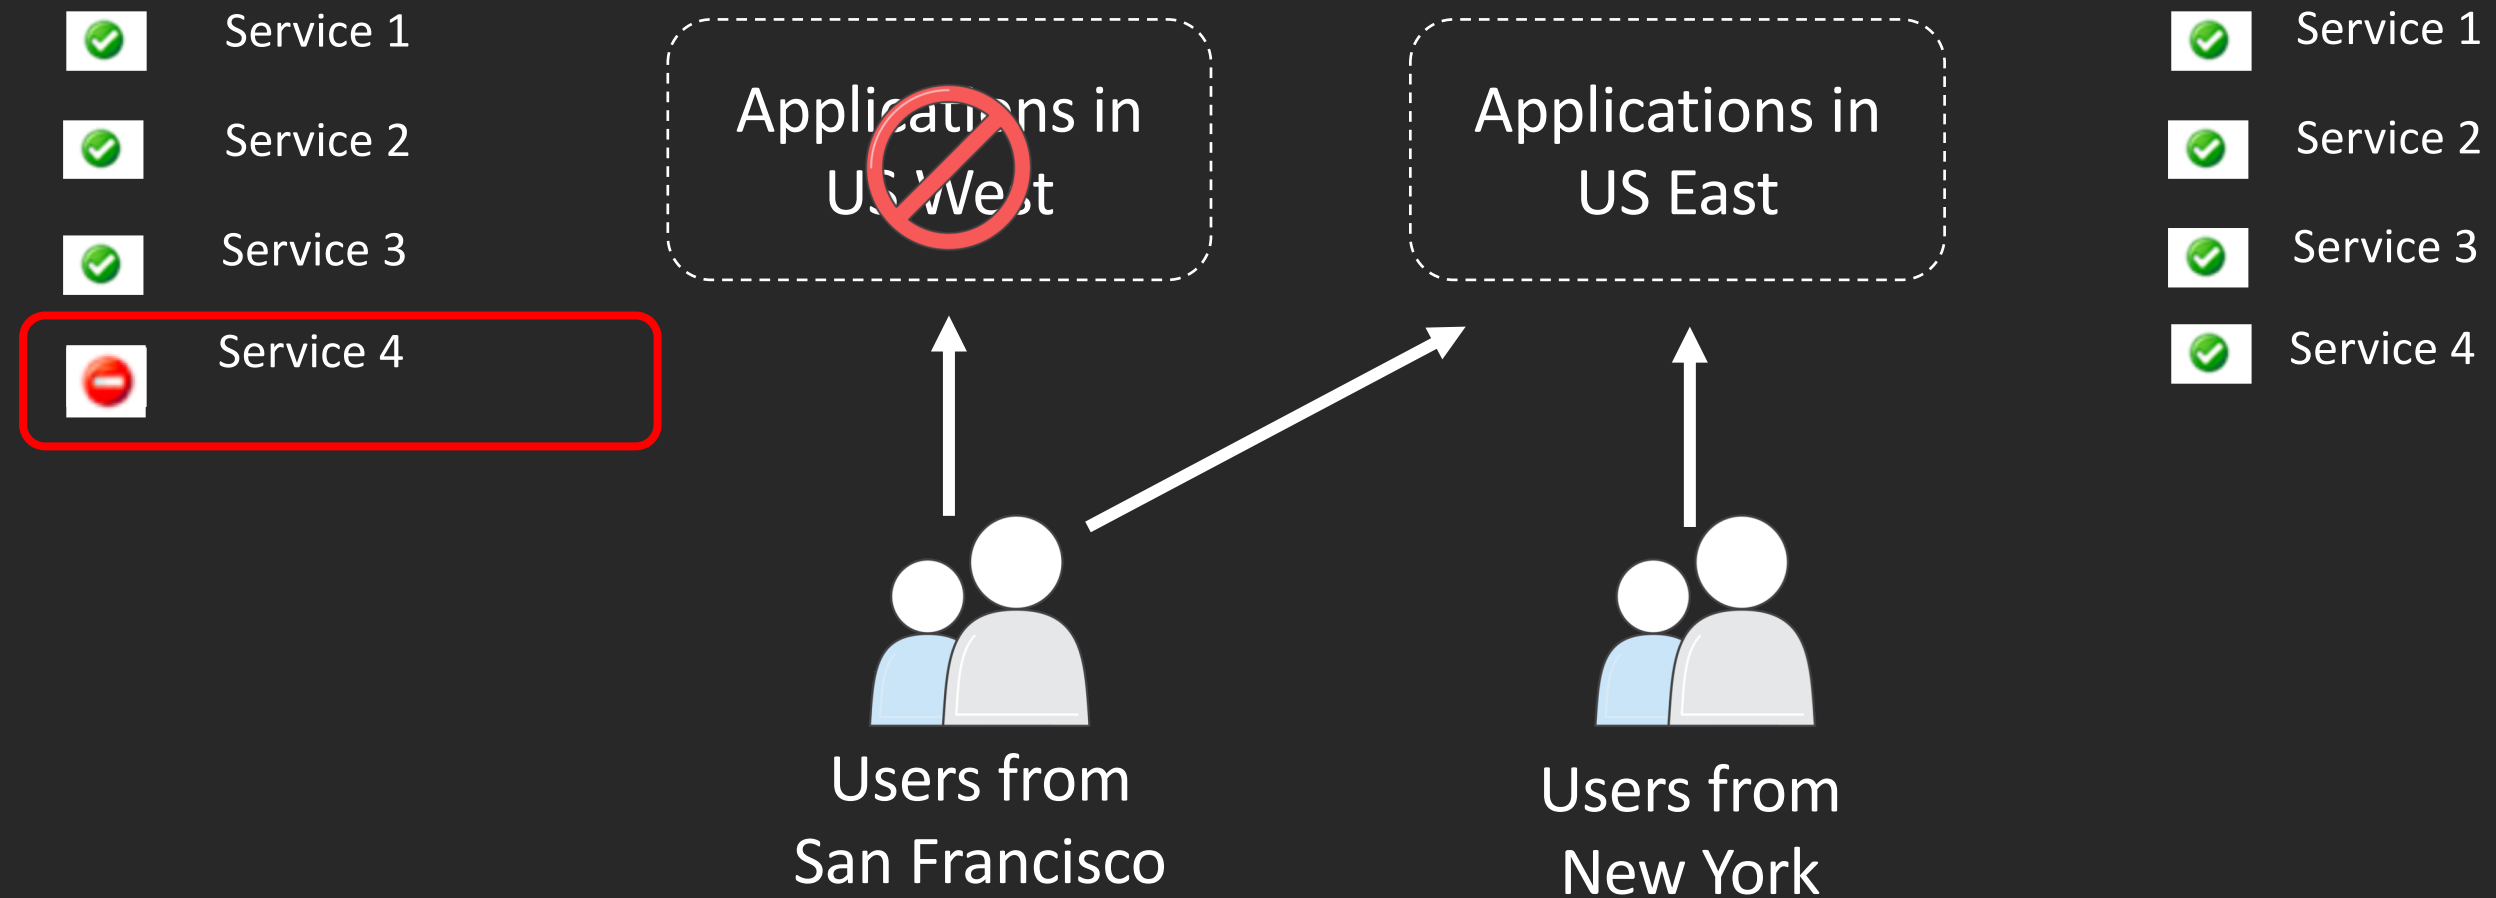 Service 1
Service 2
Service 3
Service 4
Applications in
US West
Applications in
US East
Service 1
Service 2
Service 3
Service 4
Users from
San Francisco
Users from
New York